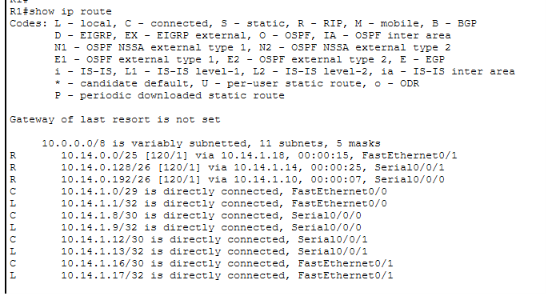 R1#
R1#show ip route
Codes: L - local, C - connected, S - static, R - RIP, M - mobile, B - BGP
D - EIGRP, EX - EIGRP external, O - OSPF, IA - OSPF inter area
N1 - OSPF NSSA external type 1, N2 - OSPF NSSA external type 2
E1 - OSPF external type 1, E2 - OSPF external type 2, E - EGP
i - IS-IS, L1 - IS-IS level-1, L2 - IS-IS level-2, ia - IS-IS inter area
* - candidate default, U - per-user static route, o - ODR
P - periodic downloaded static route
Gateway of last resort is not set
10.0.0.0/8 is variably subnetted, 11 subnets, 5 masks
R 10.14.0.0/25 [120/1] via 10.14.1.18, 00:00:15, FastEthernet0/1
R 10.14.0.128/26 [120/1] via 10.14.1.14, 00:00:25, Serial0/0/1
R 10.14.0.192/26 [120/1] via 10.14.1.10, 00:00:07, Serial0/0/0
C 10.14.1.0/29 is directly connected, FastEthernet0/0
L 10.14.1.1/32 is directly connected, FastEthernet0/0
C 10.14.1.8/30 is directly connected, Serial0/0/0
L 10.14.1.9/32 is directly connected, Serial0/0/0
C 10.14.1.12/30 is directly connected, Serial0/0/1
L 10.14.1.13/32 is directly connected, Serial0/0/1
C 10.14.1.16/30 is directly connected, FastEthernet0/1
L 10.14.1.17/32 is directly connected, FastEthernet0/1